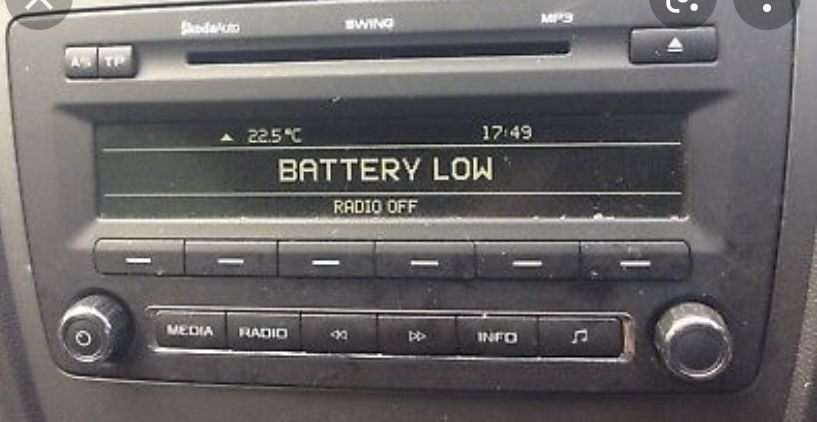 ŠkodaAuto SWING MP3
AS TP
22.5°C 17:49
BATTERY LOW
RADIO OFF
MEDIA RADIO INFO